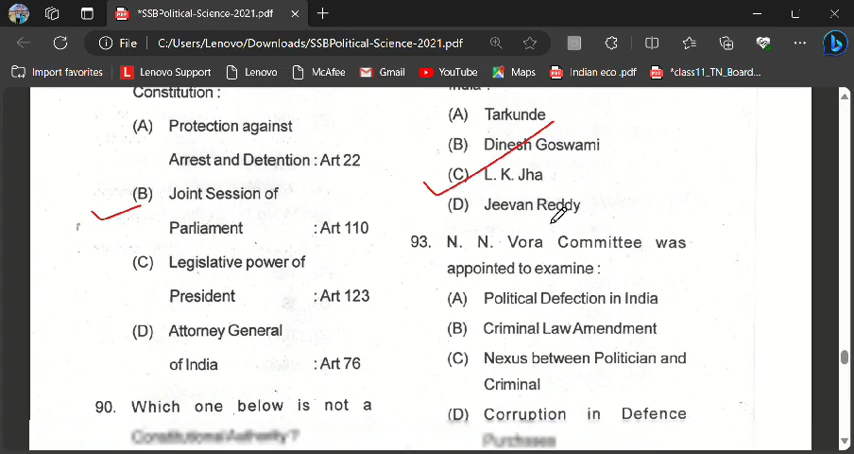 *SSBPolitical-Science-2021.pdf
File C:/Users/Lenovo/Downloads/SSBPolitical-Science-2021.pdf
Import favorites Lenovo Support Lenovo McAfee Gmail YouTube Maps Indian eco .pdf *class11_TN_Board...
Constitution :
(A) Protection against
Arrest and Detention : Art 22
(B) Joint Session of
Parliament : Art 110
(C) Legislative power of
President : Art 123
(D) Attorney General
of India : Art 76
90. Which one below is not a
Constitutional Authority ?
India :
(A) Tarkunde
(B) Dinesh Goswami
(C) L. K. Jha
(D) Jeevan Reddy
93. N. N. Vora Committee was
appointed to examine :
(A) Political Defection in India
(B) Criminal Law Amendment
(C) Nexus between Politician and
Criminal
(D) Corruption in Defence
Purchases